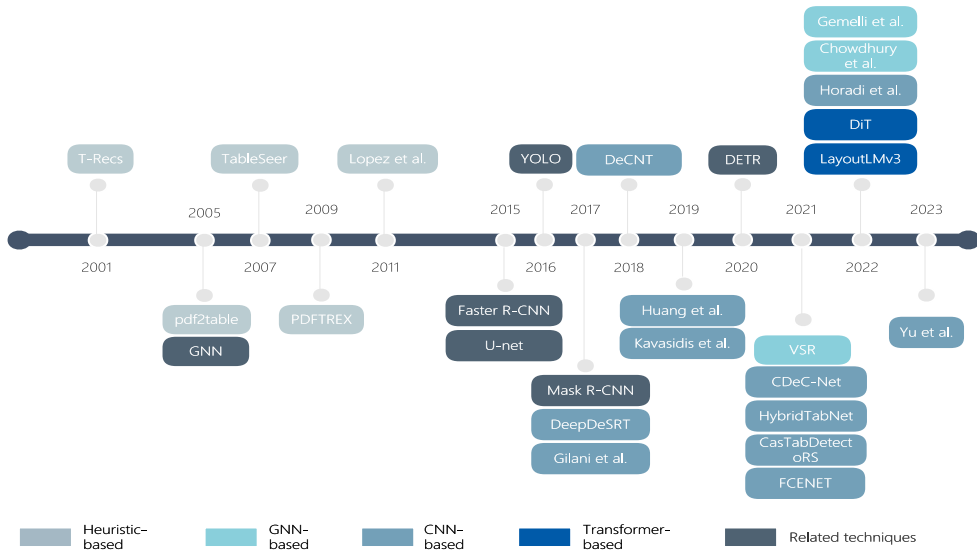 Gemelli et al.
Chowdhury
et al.
Horadi et al.
DiT
LayoutLMv3
T-Recs
TableSeer
Lopez et al.
YOLO
DeCNT
DETR
2005
2009
2015
2017
2019
2021
2023
2001
2007
2011
2016
2018
2020
2022
pdf2table
GNN
PDFTREX
Faster R-CNN
U-net
Mask R-CNN
DeepDeSRT
Gilani et al.
Huang et al.
Kavasidis et al.
VSR
CDeC-Net
HybridTabNet
CasTabDetect
oRS
FCENET
Yu et al.
Heuristic-
based
GNN-
based
CNN-
based
Transformer-
based
Related techniques